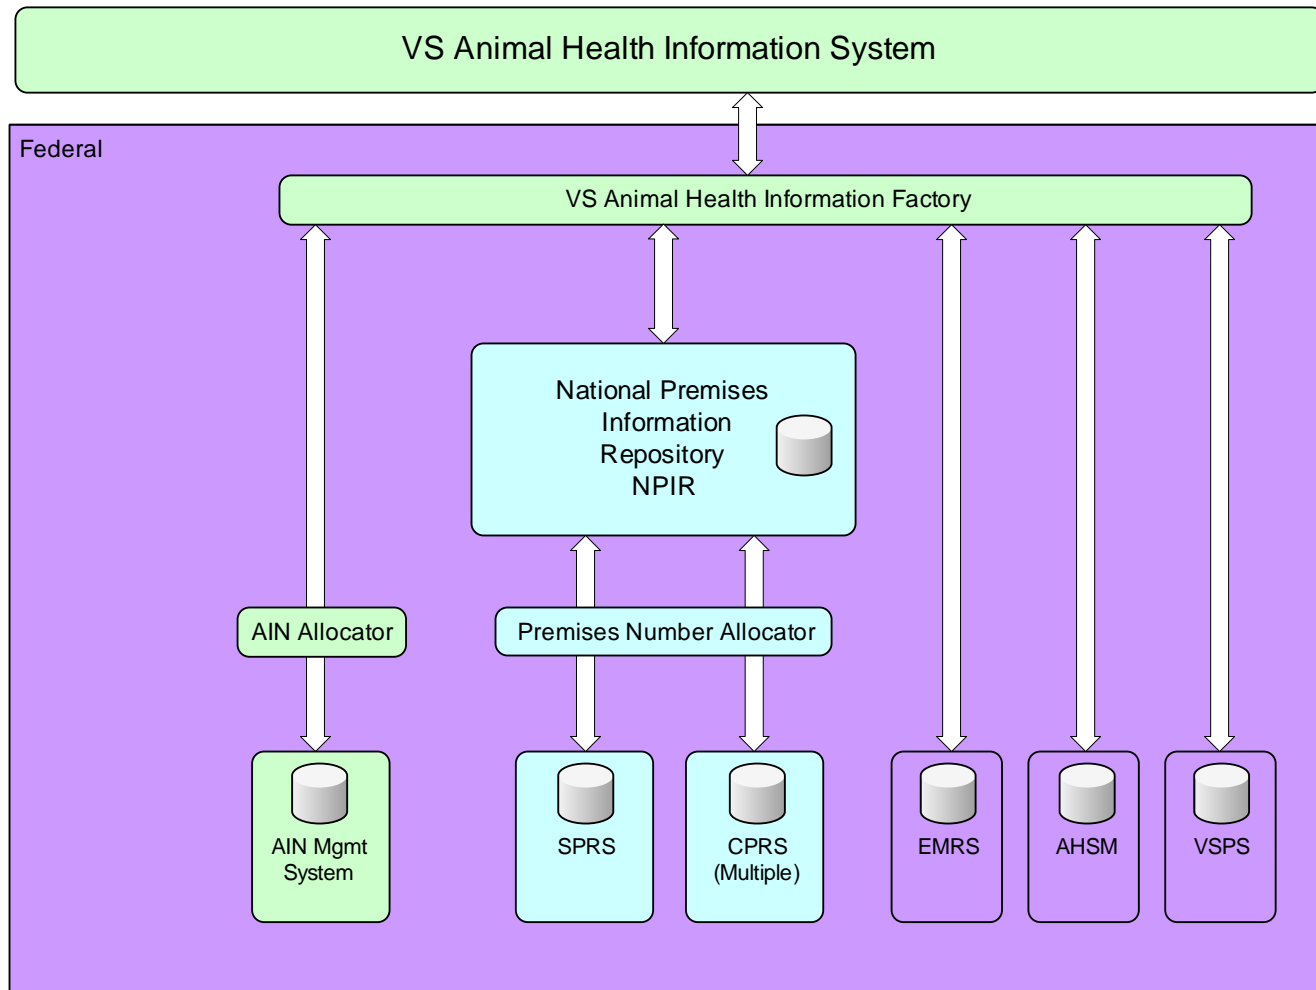 VS Animal Health Information System
Federal
VS Animal Health Information Factory
National Premises
Information
Repository
NPIR
AIN Allocator
Premises Number Allocator
AIN Mgmt
System
SPRS
CPRS
(Multiple)
EMRS
AHSM
VSPS